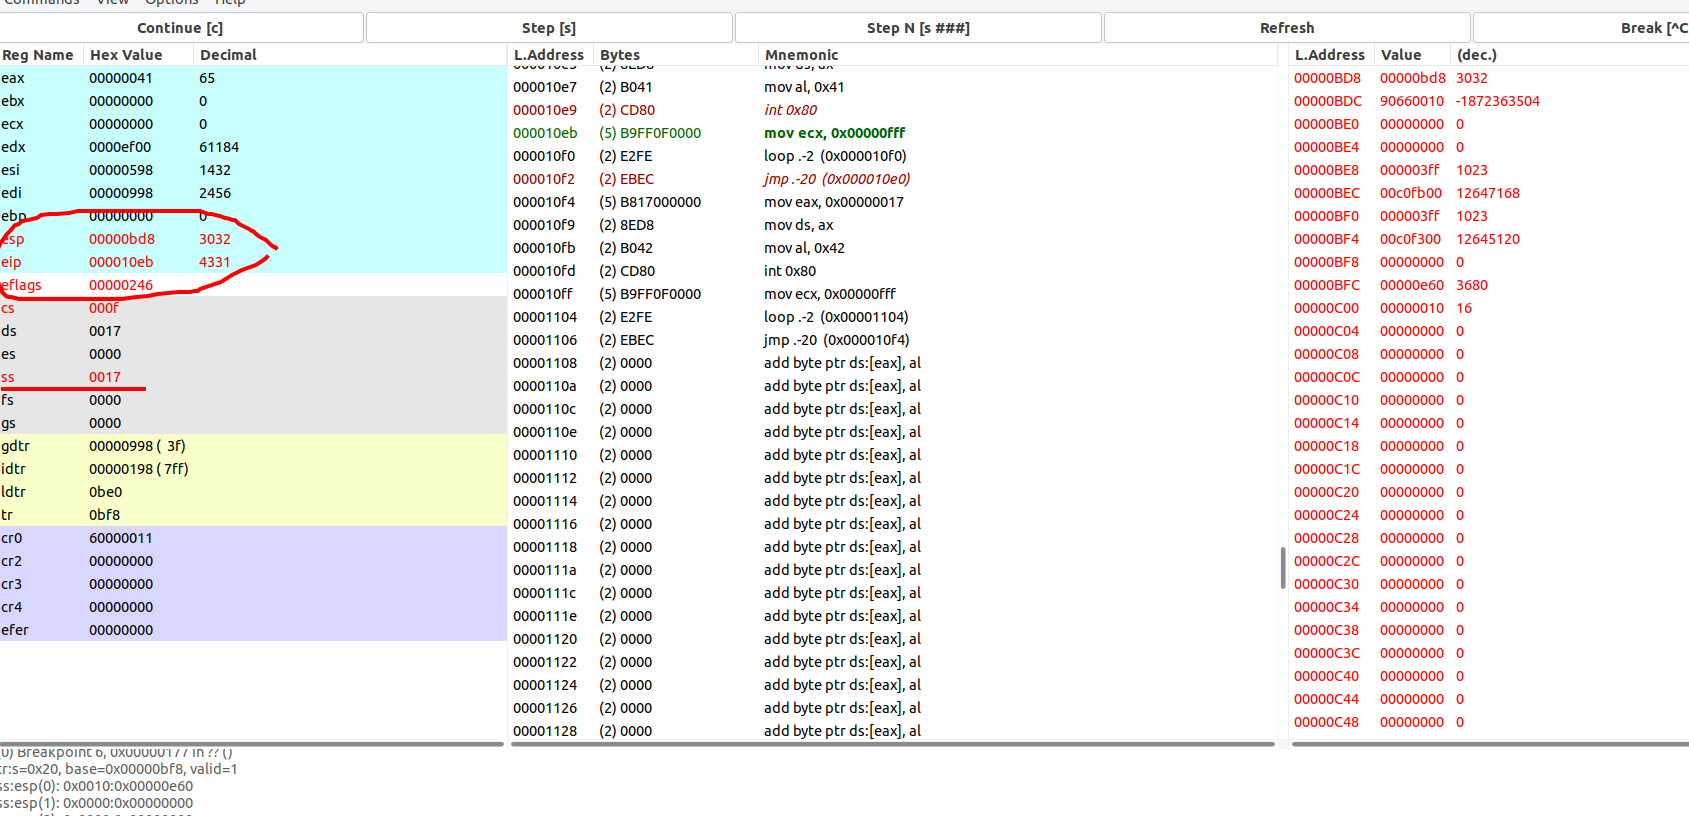 Commands View Options Help
Continue [c] Step [s] Step N [s ###] Refresh Break [^C
Reg Name Hex Value Decimal L.Address Bytes Mnemonic L.Address Value (dec.)
eax 00000041 65
ebx 00000000 0
ecx 00000000 0
edx 0000ef00 61184
esi 00000598 1432
edi 00000998 2456
ebp 00000000 0
esp 00000bd8 3032
eip 000010eb 4331
eflags 00000246
cs 000f
ds 0017
es 0000
ss 0017
fs 0000
gs 0000
gdtr 00000998 ( 3f)
idtr 00000198 ( 7ff)
ldtr 0be0
tr 0bf8
cr0 60000011
cr2 00000000
cr3 00000000
cr4 00000000
efer 00000000
000010e5 (2) 8ED8 mov ds, ax
000010e7 (2) B041 mov al, 0x41
000010e9 (2) CD80 int 0x80
000010eb (5) B9FF0F0000 mov ecx, 0x00000fff
000010f0 (2) E2FE loop .-2 (0x000010f0)
000010f2 (2) EBEC jmp .-20 (0x000010e0)
000010f4 (5) B817000000 mov eax, 0x00000017
000010f9 (2) 8ED8 mov ds, ax
000010fb (2) B042 mov al, 0x42
000010fd (2) CD80 int 0x80
000010ff (5) B9FF0F0000 mov ecx, 0x00000fff
00001104 (2) E2FE loop .-2 (0x00001104)
00001106 (2) EBEC jmp .-20 (0x000010f4)
00001108 (2) 0000 add byte ptr ds:[eax], al
0000110a (2) 0000 add byte ptr ds:[eax], al
0000110c (2) 0000 add byte ptr ds:[eax], al
0000110e (2) 0000 add byte ptr ds:[eax], al
00001110 (2) 0000 add byte ptr ds:[eax], al
00001112 (2) 0000 add byte ptr ds:[eax], al
00001114 (2) 0000 add byte ptr ds:[eax], al
00001116 (2) 0000 add byte ptr ds:[eax], al
00001118 (2) 0000 add byte ptr ds:[eax], al
0000111a (2) 0000 add byte ptr ds:[eax], al
0000111c (2) 0000 add byte ptr ds:[eax], al
0000111e (2) 0000 add byte ptr ds:[eax], al
00001120 (2) 0000 add byte ptr ds:[eax], al
00001122 (2) 0000 add byte ptr ds:[eax], al
00001124 (2) 0000 add byte ptr ds:[eax], al
00001126 (2) 0000 add byte ptr ds:[eax], al
00001128 (2) 0000 add byte ptr ds:[eax], al
00000BD8 00000bd8 3032
00000BDC 90660010 -1872363504
00000BE0 00000000 0
00000BE4 00000000 0
00000BE8 000003ff 1023
00000BEC 00c0fb00 12647168
00000BF0 000003ff 1023
00000BF4 00c0f300 12645120
00000BF8 00000000 0
00000BFC 00000e60 3680
00000C00 00000010 16
00000C04 00000000 0
00000C08 00000000 0
00000C0C 00000000 0
00000C10 00000000 0
00000C14 00000000 0
00000C18 00000000 0
00000C1C 00000000 0
00000C20 00000000 0
00000C24 00000000 0
00000C28 00000000 0
00000C2C 00000000 0
00000C30 00000000 0
00000C34 00000000 0
00000C38 00000000 0
00000C3C 00000000 0
00000C40 00000000 0
00000C44 00000000 0
00000C48 00000000 0
(0) Breakpoint 6, 0x00000177 in ?? ()
tr:s=0x20, base=0x00000bf8, valid=1
ss:esp(0): 0x0010:0x00000e60
ss:esp(1): 0x0000:0x00000000